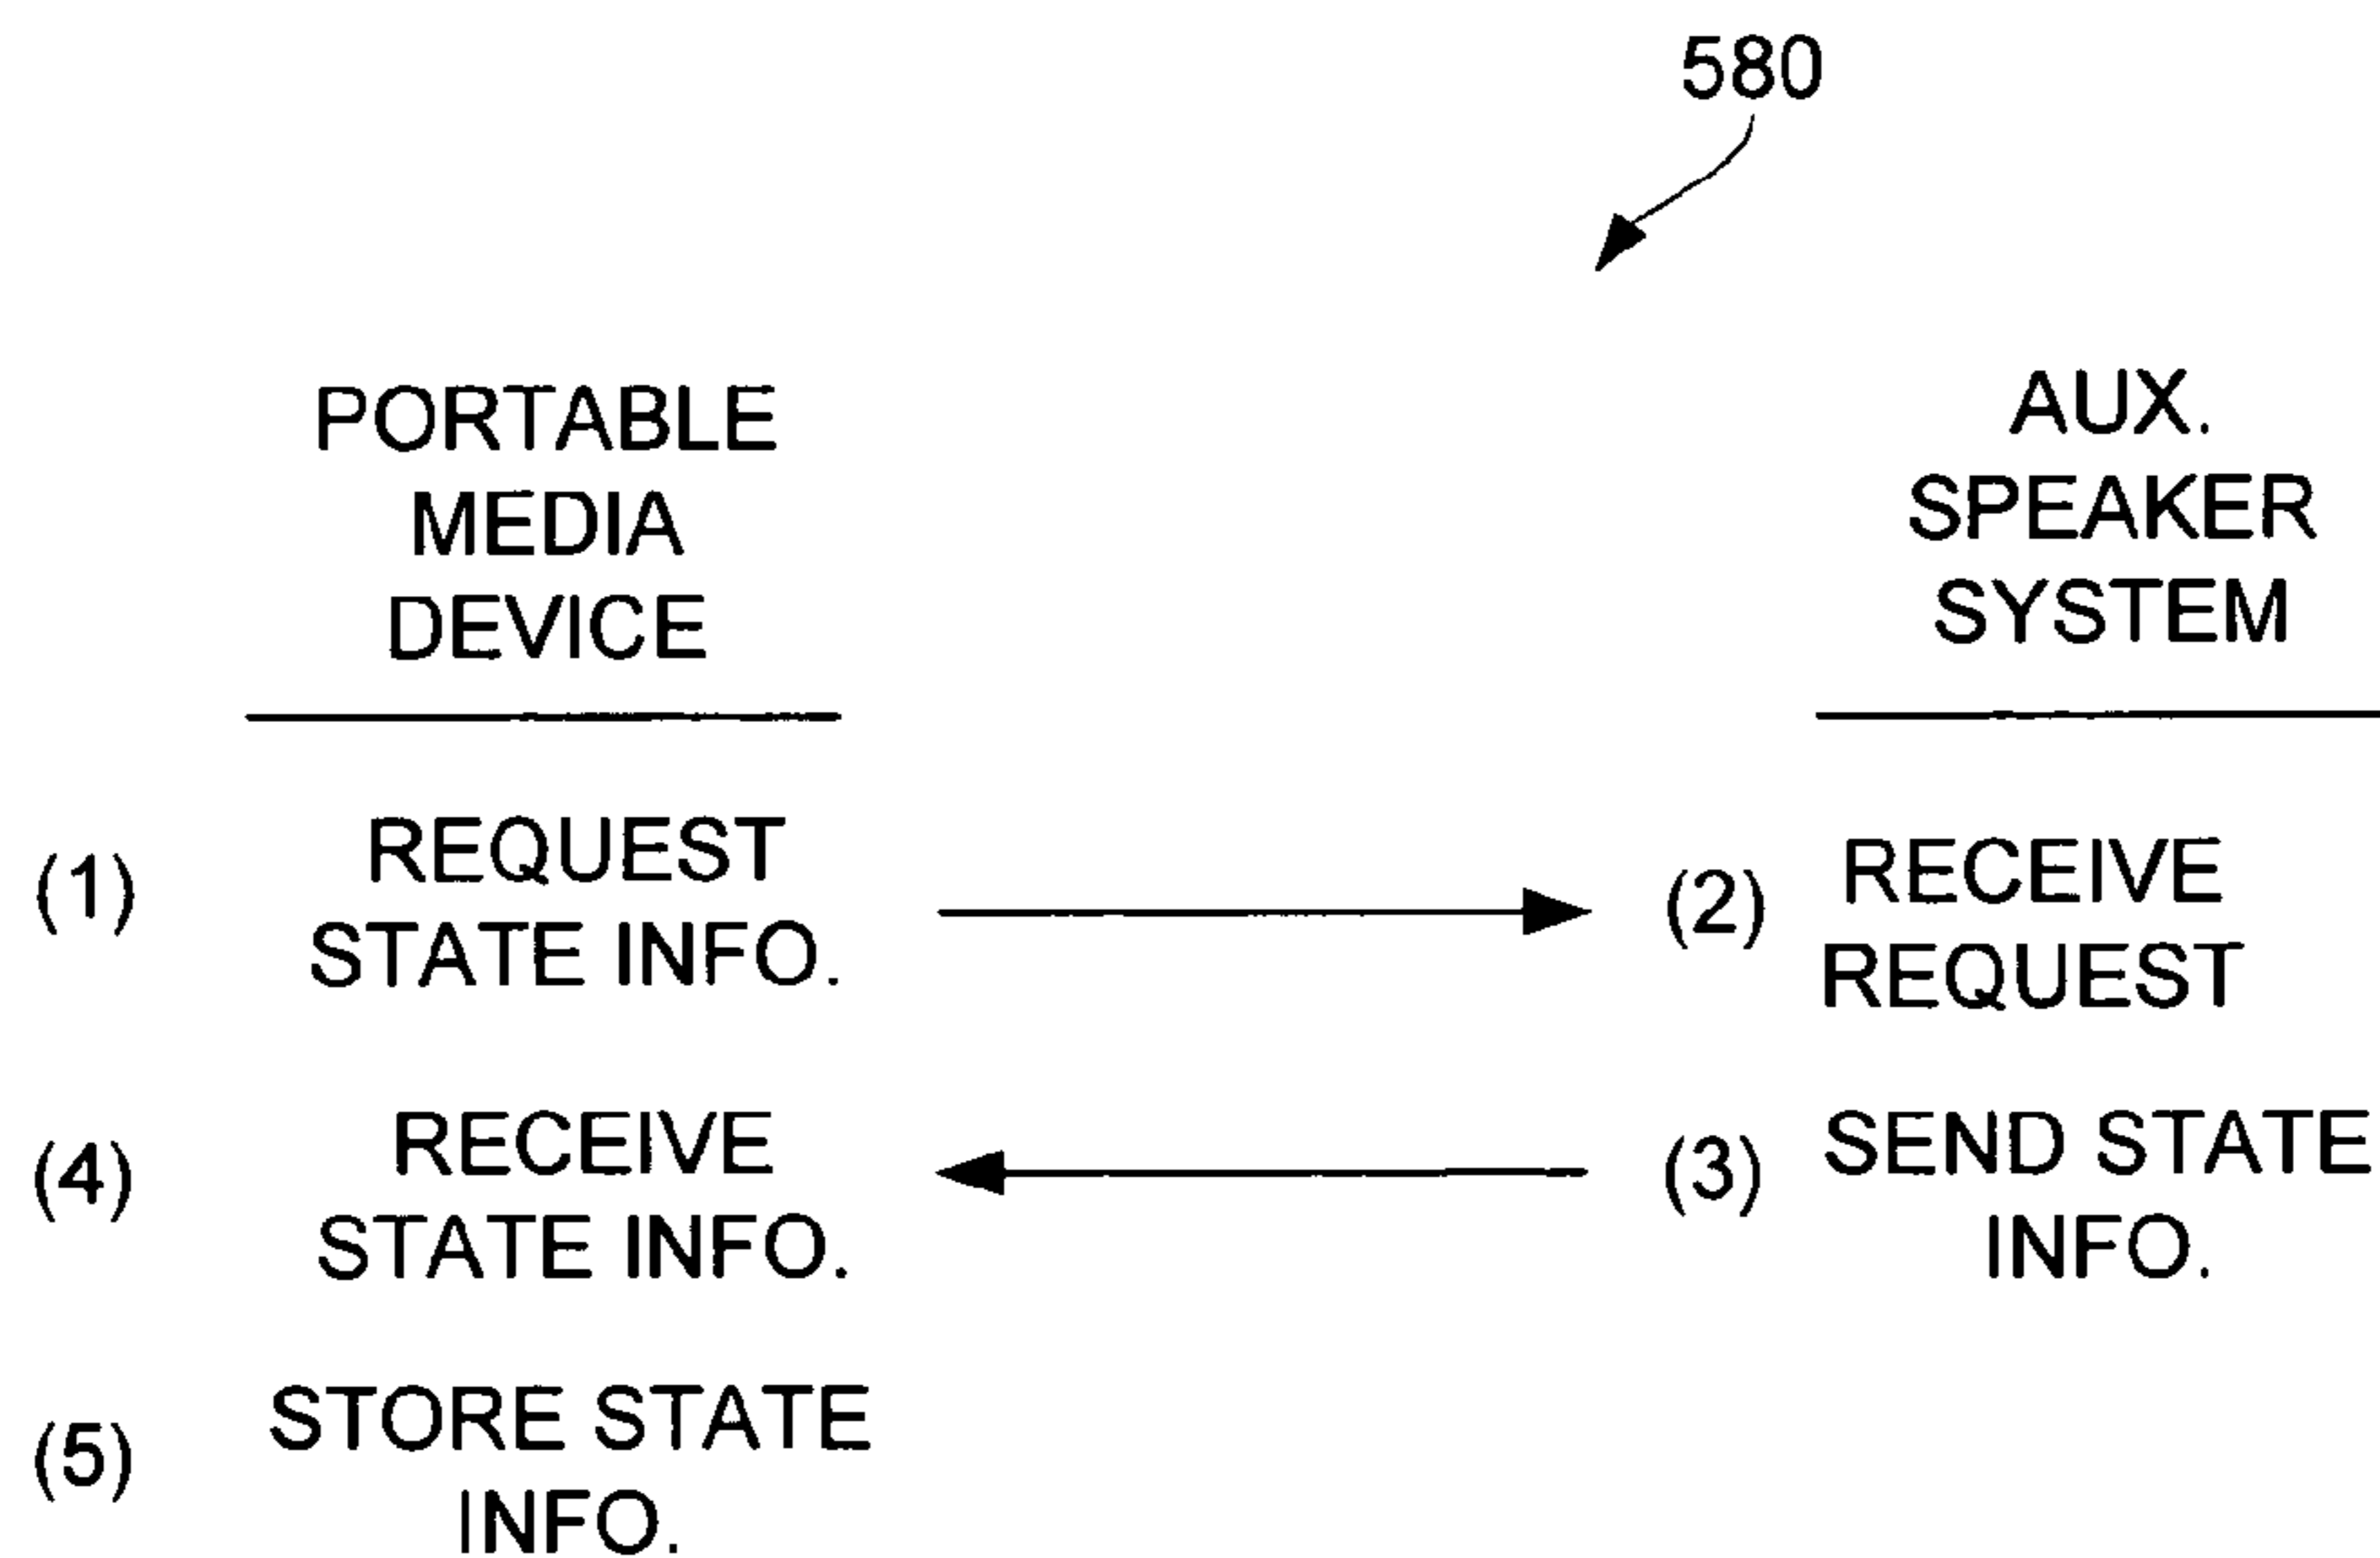 580
PORTABLE
MEDIA
DEVICE
AUX.
SPEAKER
SYSTEM
(1)
REQUEST
STATE INFO.
(2)
RECEIVE
REQUEST
(4)
RECEIVE
STATE INFO.
(3)
SEND STATE
INFO.
(5)
STORE STATE
INFO.